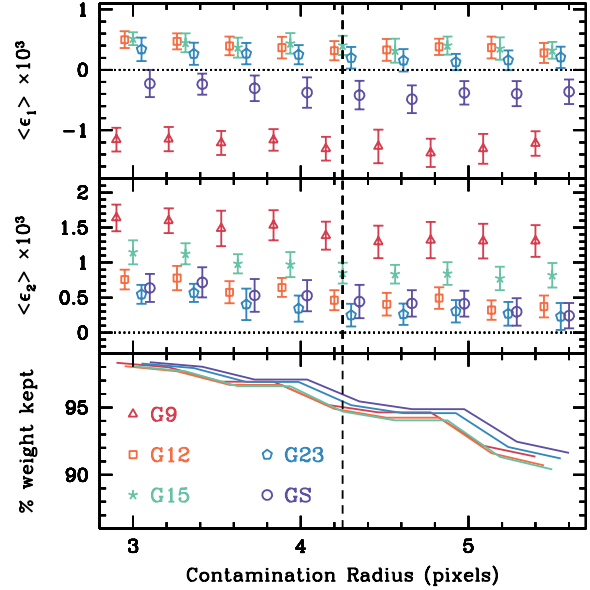 1
0
−1
<ϵ₁> ×10³
2
1.5
1
0.5
0
<ϵ₂> ×10³
95
90
% weight kept
G9
G12 G23
G15 GS
3 4 5
Contamination Radius (pixels)